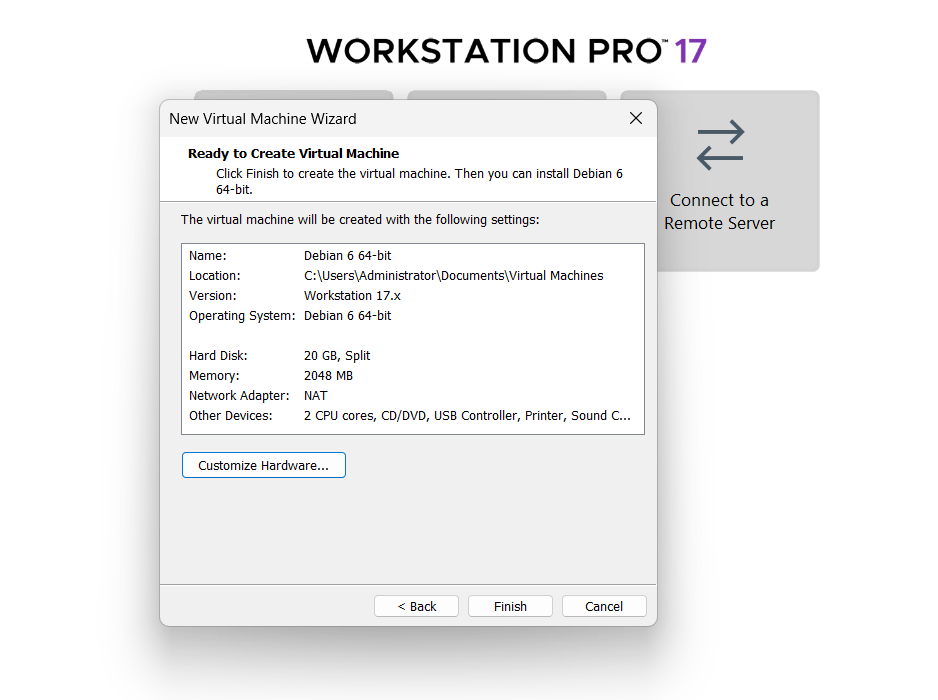 WORKSTATION PRO™ 17
New Virtual Machine Wizard
Ready to Create Virtual Machine
Click Finish to create the virtual machine. Then you can install Debian 6
64-bit.
The virtual machine will be created with the following settings:
Name: Debian 6 64-bit
Location: C:\Users\Administrator\Documents\Virtual Machines
Version: Workstation 17.x
Operating System: Debian 6 64-bit
Hard Disk: 20 GB, Split
Memory: 2048 MB
Network Adapter: NAT
Other Devices: 2 CPU cores, CD/DVD, USB Controller, Printer, Sound C...
Customize Hardware...
< Back
Finish
Cancel
Connect to a
Remote Server